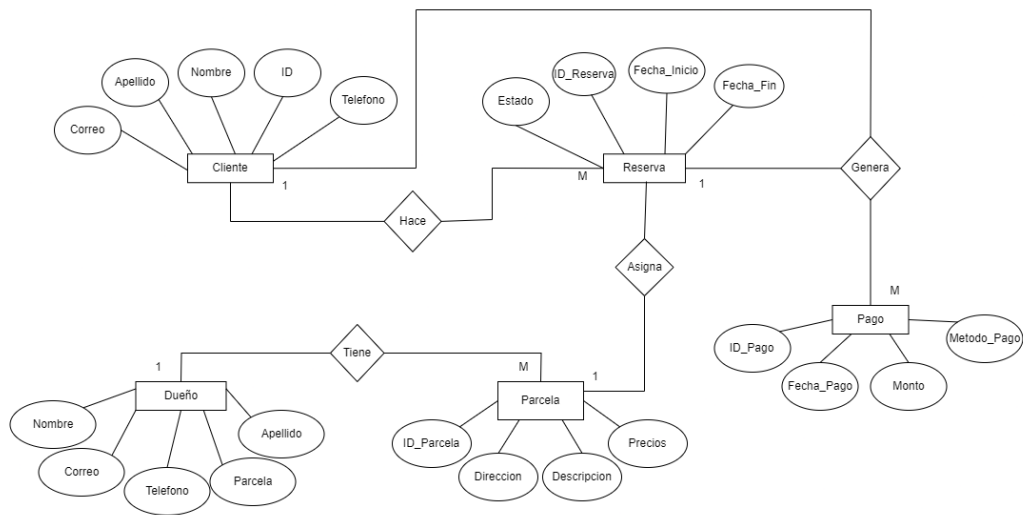 Nombre
ID
Apellido
Telefono
Correo
Cliente
1
ID_Reserva
Fecha_Inicio
Fecha_Fin
Estado
Reserva
M
1
Genera
Hace
Asigna
M
Pago
ID_Pago
Metodo_Pago
Fecha_Pago
Monto
Tiene
1
M
1
Dueño
Parcela
Nombre
Apellido
Correo
Telefono
Parcela
ID_Parcela
Precios
Direccion
Descripcion